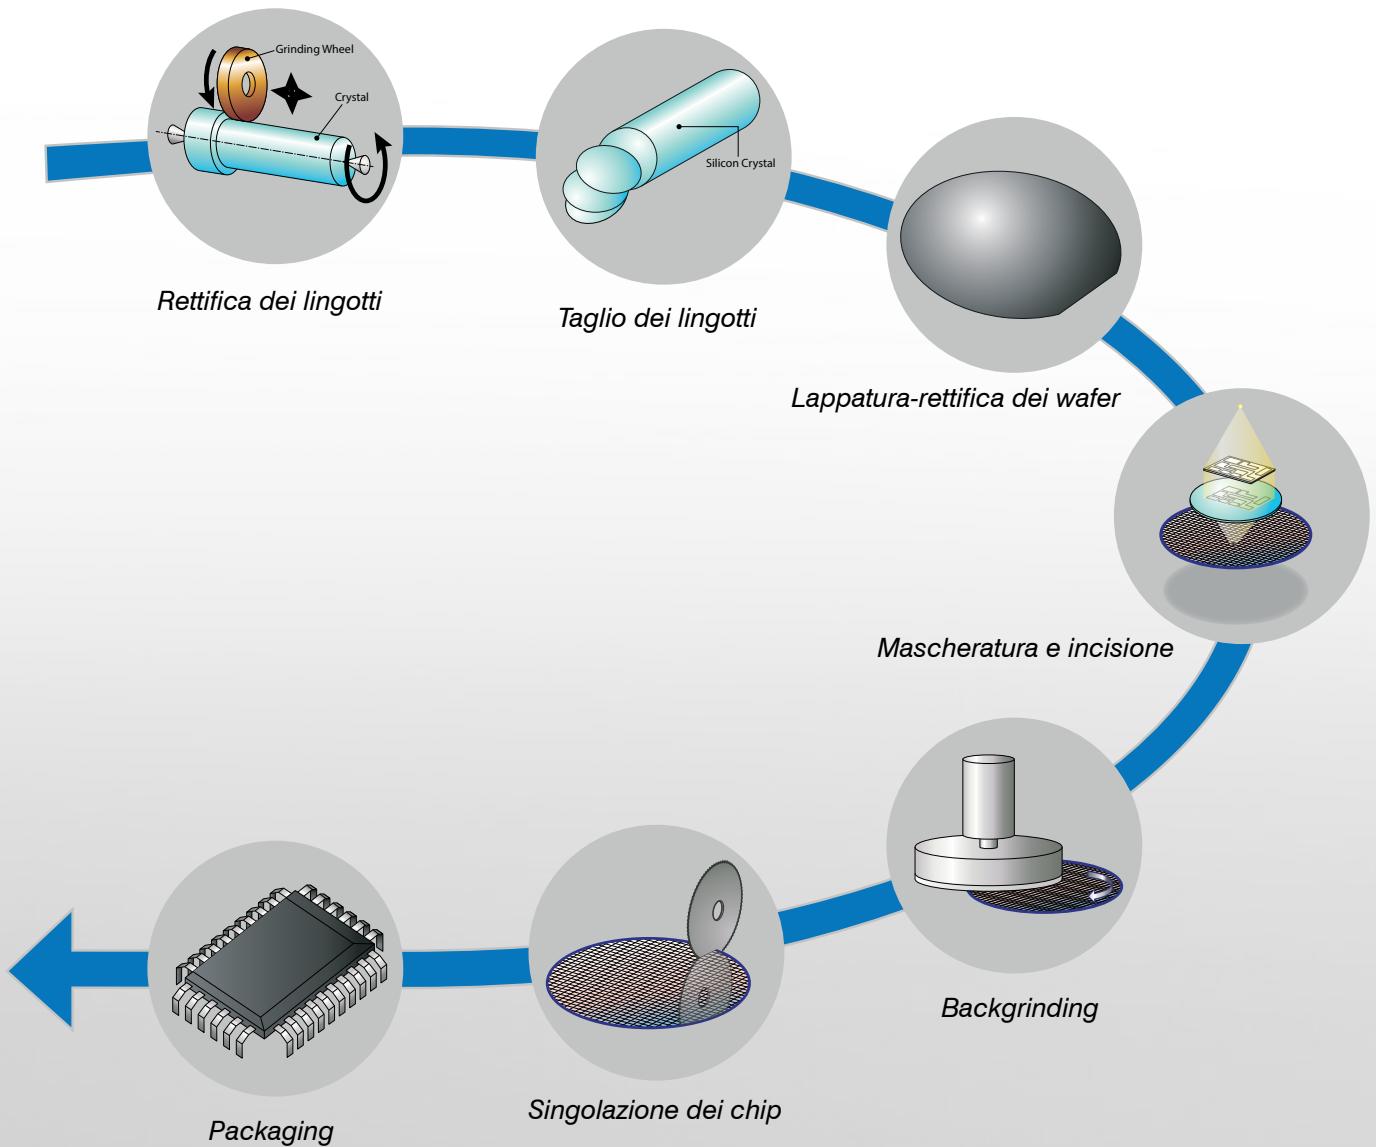 Grinding Wheel
Crystal
Rettifica dei lingotti
Silicon Crystal
Taglio dei lingotti
Lappatura-rettifica dei wafer
Mascheratura e incisione
Backgrinding
Singolazione dei chip
Packaging